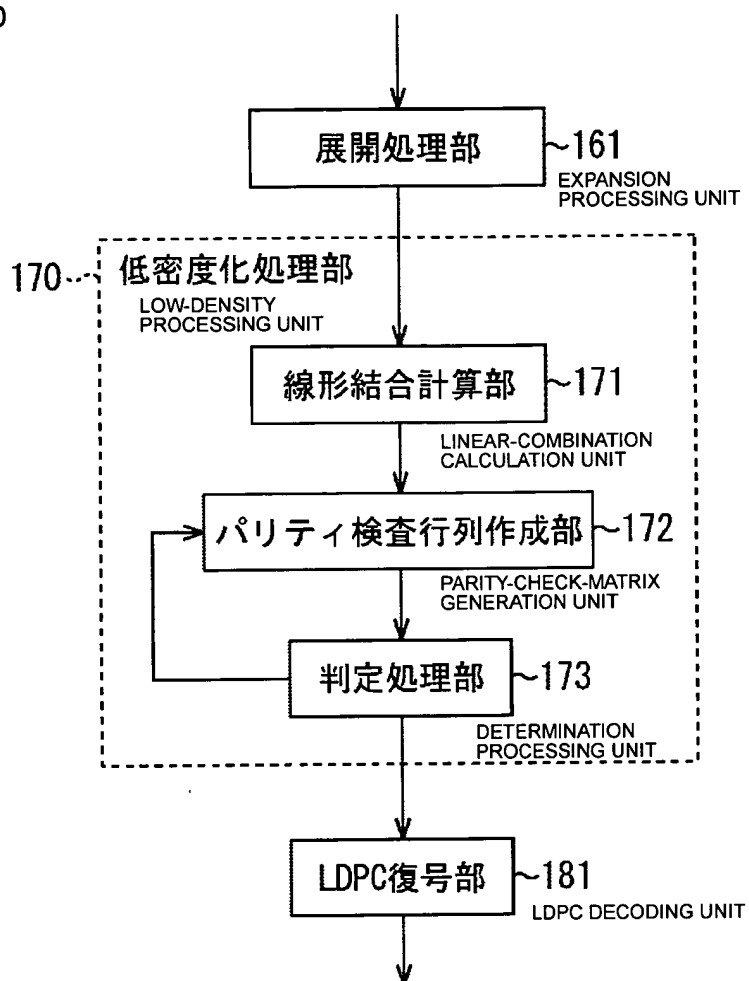 展開処理部
~161
EXPANSION
PROCESSING UNIT
170
低密度化処理部
LOW-DENSITY
PROCESSING UNIT
線形結合計算部
~171
LINEAR-COMBINATION
CALCULATION UNIT
パリティ検査行列作成部
~172
PARITY-CHECK-MATRIX
GENERATION UNIT
判定処理部
~173
DETERMINATION
PROCESSING UNIT
LDPC復号部
~181
LDPC DECODING UNIT